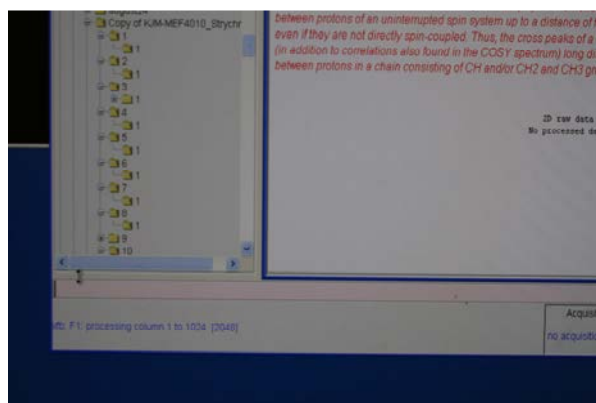 Copy of KJM-MEF4010_Strychr
1
1
2
1
3
1
4
1
5
1
6
1
7
1
8
1
9
10
between protons of an uninterrupted spin system up to a distance of
even if they are not directly spin-coupled. Thus, the cross peaks of a
(in addition to correlations also found in the COSY spectrum) long di
between protons in a chain consisting of CH and/or CH2 and CH3 gr
2D raw data
No processed da
xfb: F1: processing column 1 to 1024 [2048]
Acquisi
no acquisitio